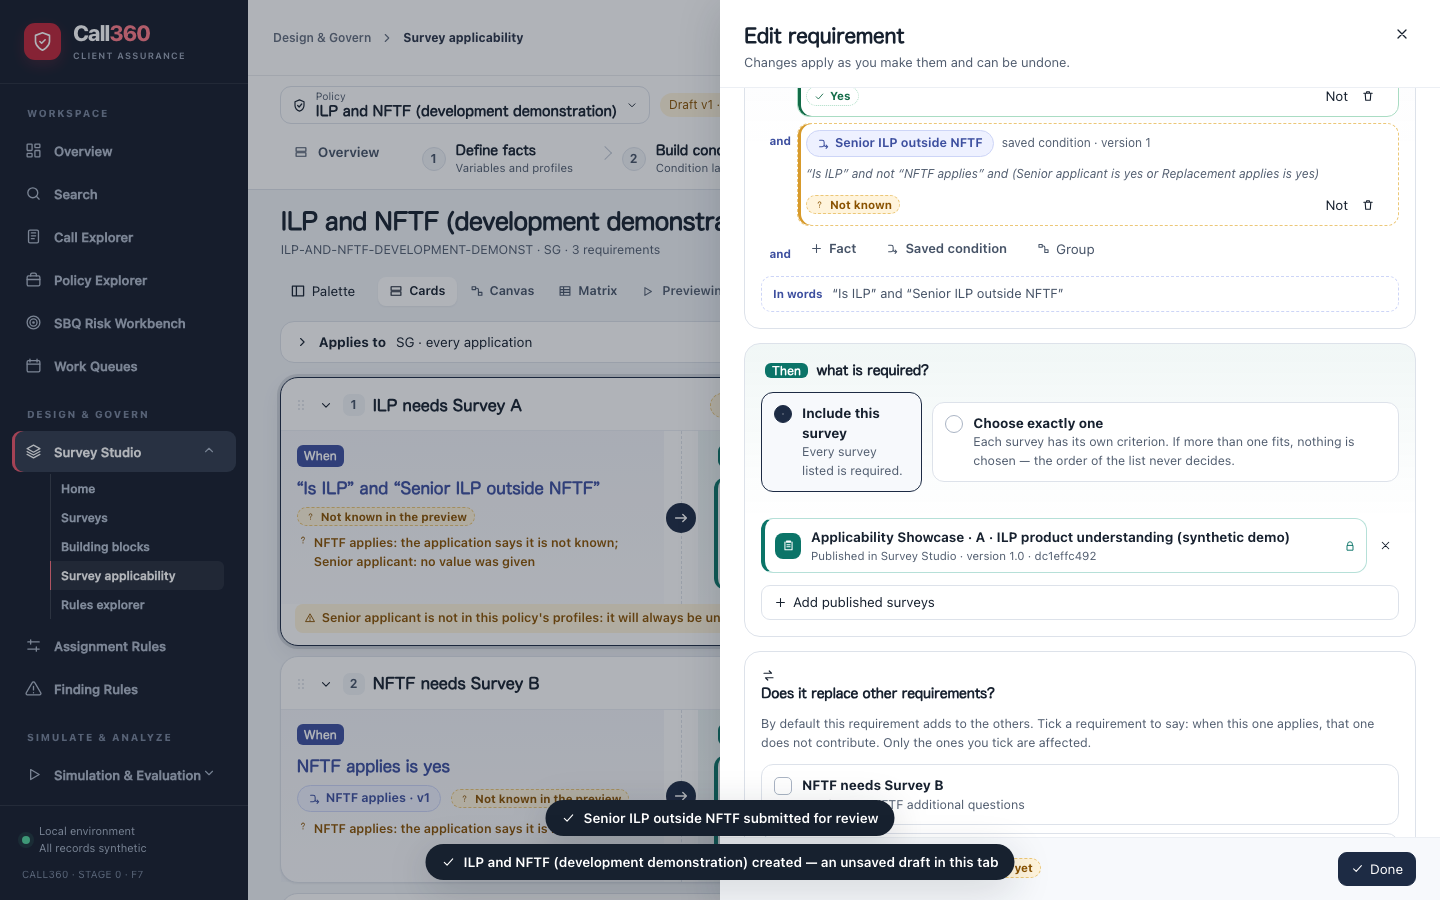 Call360
CLIENT ASSURANCE
WORKSPACE
Overview
Search
Call Explorer
Policy Explorer
SBQ Risk Workbench
Work Queues
DESIGN & GOVERN
Survey Studio
Home
Surveys
Building blocks
Survey applicability
Rules explorer
Assignment Rules
Finding Rules
SIMULATE & ANALYZE
Simulation & Evaluation
Local environment
All records synthetic
CALL360 · STAGE 0 · F7
Design & Govern > Survey applicability
Policy
ILP and NFTF (development demonstration)
Draft v1 ·
Overview
1 Define facts
Variables and profiles
2
Condition
ILP and NFTF (development
ILP-AND-NFTF-DEVELOPMENT-DEMONST · SG · 3 requirements
Palette
Cards
Canvas
Matrix
Applies to SG · every application
1 ILP needs Survey A
When
“Is ILP” and “Senior ILP outside NFTF”
? Not known in the preview
? NFTF applies: the application says it is not known;
Senior applicant: no value was given
Senior applicant is not in this policy's profiles: it will always be
2 NFTF needs Survey B
When
NFTF applies is yes
NFTF applies · v1
? Not known in the preview
? NFTF applies: the application says it is
Edit requirement
Changes apply as you make them and can be undone.
Yes
Not
and
Senior ILP outside NFTF saved condition · version 1
“Is ILP” and not “NFTF applies” and (Senior applicant is yes or Replacement applies is yes)
? Not known
Not
and
+ Fact
Saved condition
Group
In words “Is ILP” and “Senior ILP outside NFTF”
Then what is required?
Include this
survey
Every survey
listed is required.
Choose exactly one
Each survey has its own criterion. If more than one fits, nothing is
chosen — the order of the list never decides.
Applicability Showcase · A · ILP product understanding (synthetic demo)
Published in Survey Studio · version 1.0 · dc1effc492
+ Add published surveys
Does it replace other requirements?
By default this requirement adds to the others. Tick a requirement to say: when this one applies, that one
does not contribute. Only the ones you tick are affected.
NFTF needs Survey B
additional questions
Senior ILP outside NFTF submitted for review
ILP and NFTF (development demonstration) created — an unsaved draft in this tab
yet
Done